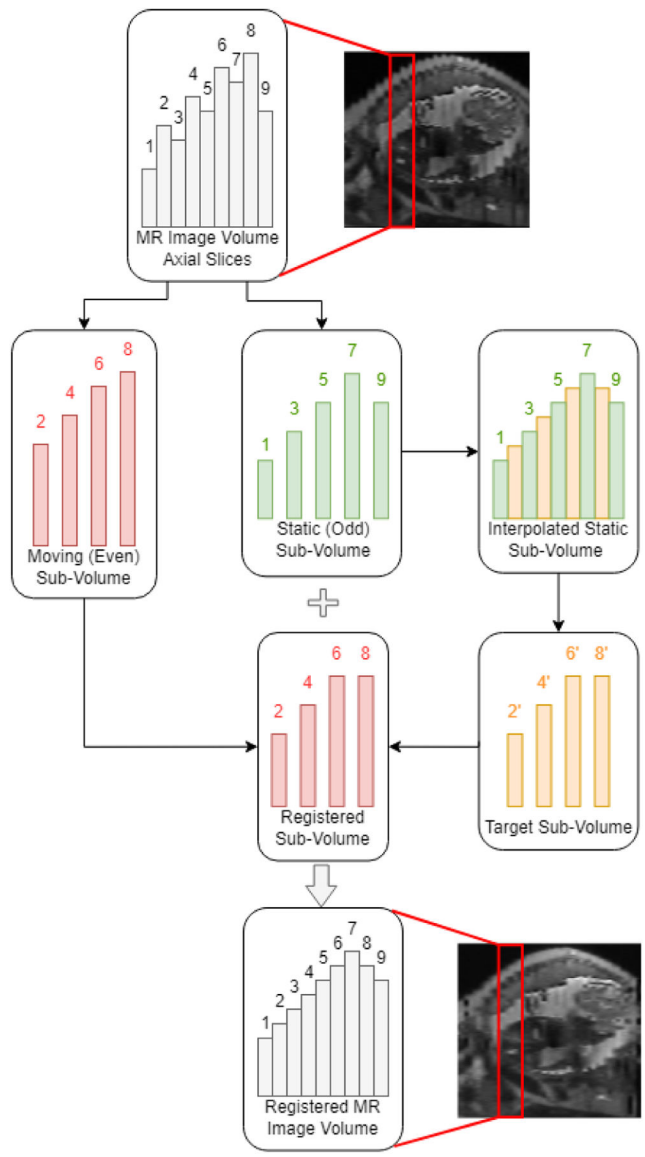 8
6
7
4
5
9
2
3
1
MR Image Volume
Axial Slices
8
6
4
2
Moving (Even)
Sub-Volume
7
5
9
3
1
Static (Odd)
Sub-Volume
7
5
9
3
1
Interpolated Static
Sub-Volume
6 8
4
2
Registered
Sub-Volume
6' 8'
4'
2'
Target Sub-Volume
7
6 8
5 9
4
3
2
1
Registered MR
Image Volume